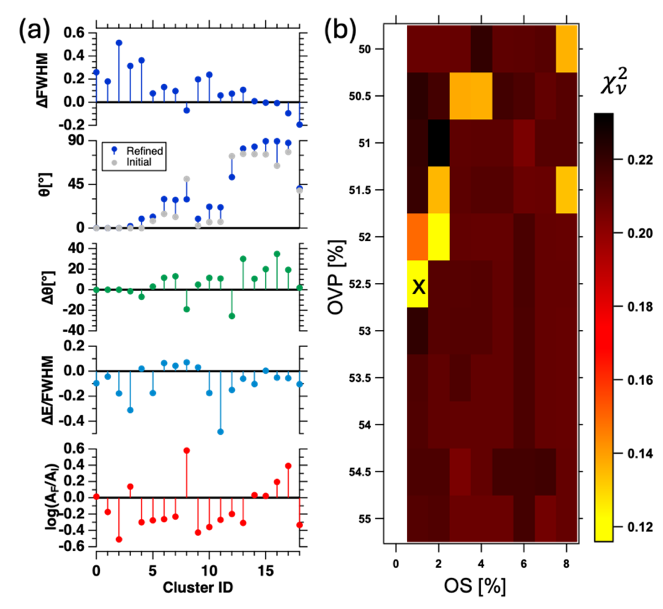 (a)
ΔFWHM
0.6
0.4
0.2
0.0
-0.2
θ[°]
90
45
0
Refined
Initial
Δθ[°]
40
20
0
-20
-40
ΔE/FWHM
0.2
0.0
-0.2
-0.4
log(A_F/A_I)
0.6
0.4
0.2
0.0
-0.2
-0.4
-0.6
0 5 10 15
Cluster ID
(b)
OVP [%]
50
50.5
51
51.5
52
52.5
53
53.5
54
54.5
55
X
0 2 4 6 8
OS [%]
χ_ν^2
0.22
0.20
0.18
0.16
0.14
0.12